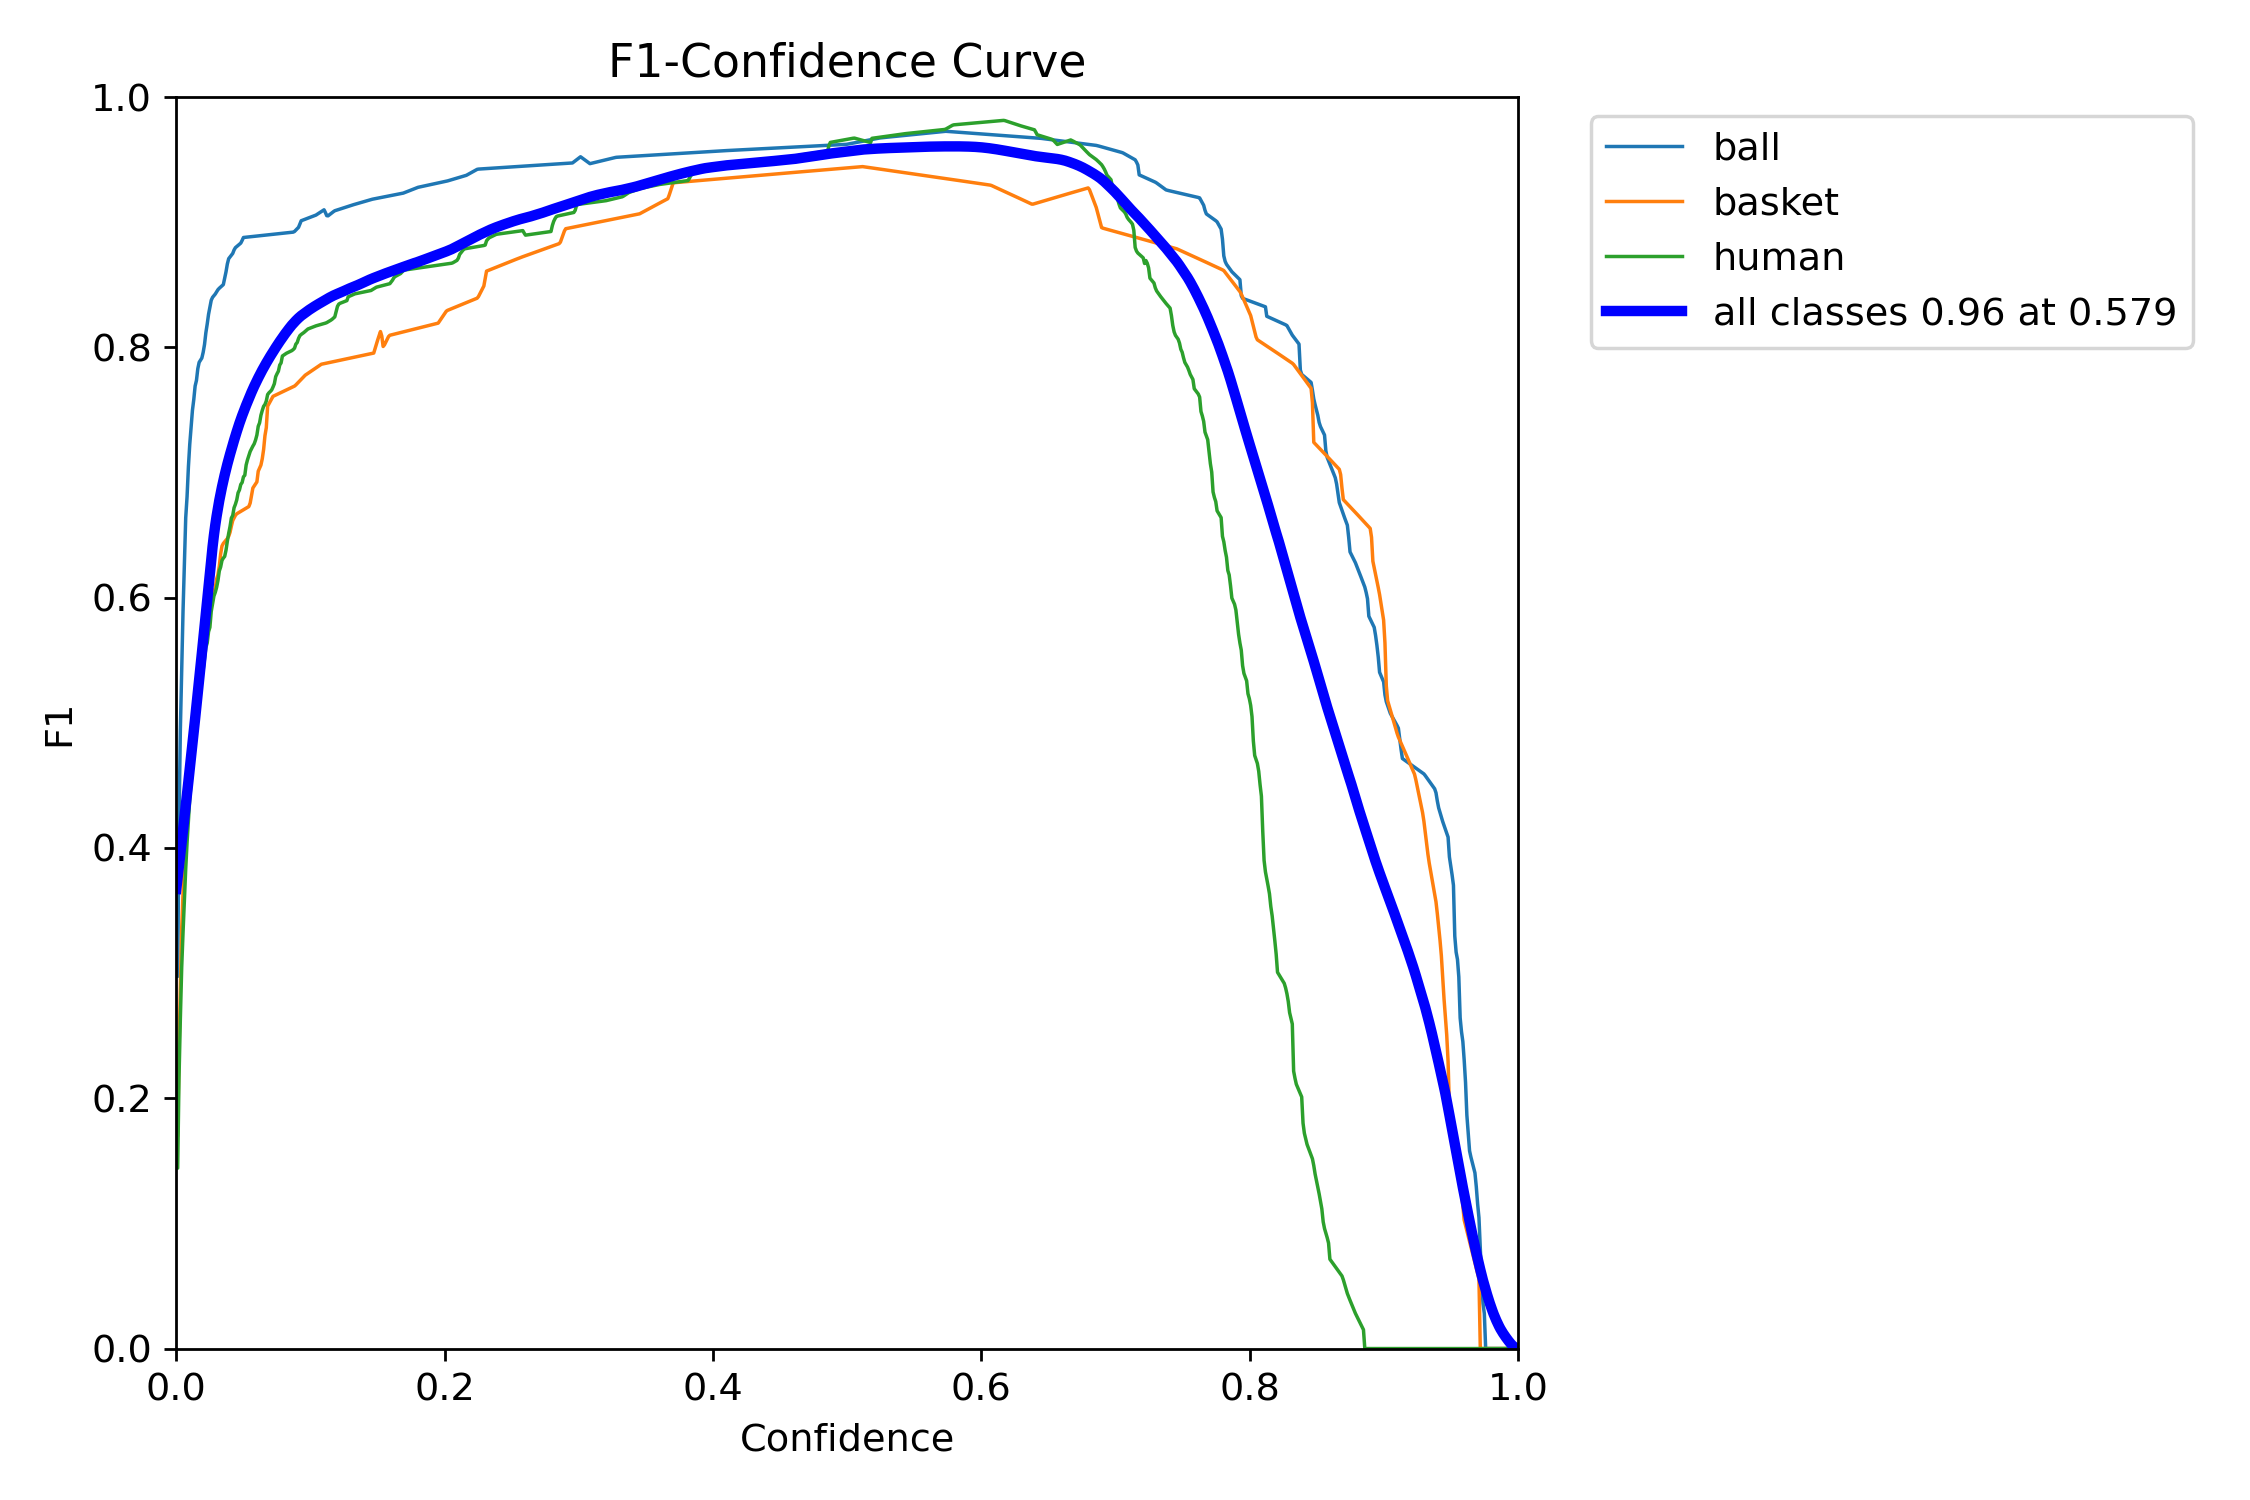 F1-Confidence Curve
1.0
0.8
0.6
0.4
0.2
0.0
F1
0.0 0.2 0.4 0.6 0.8 1.0
Confidence
ball
basket
human
all classes 0.96 at 0.579